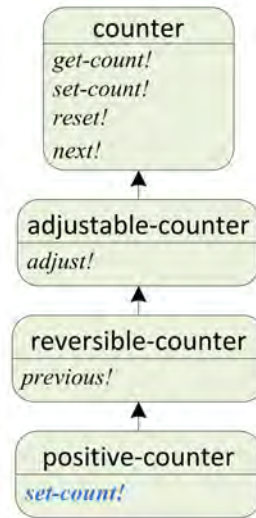 counter
get-count!
set-count!
reset!
next!
adjustable-counter
adjust!
reversible-counter
previous!
positive-counter
set-count!